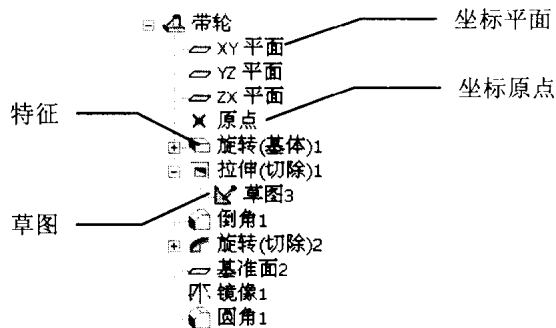 带轮
坐标平面
XY 平面
YZ 平面
ZX 平面
坐标原点
特征
原点
旋转(基体)1
拉伸(切除)1
草图
草图3
倒角1
旋转(切除)2
基准面2
镜像1
圆角1